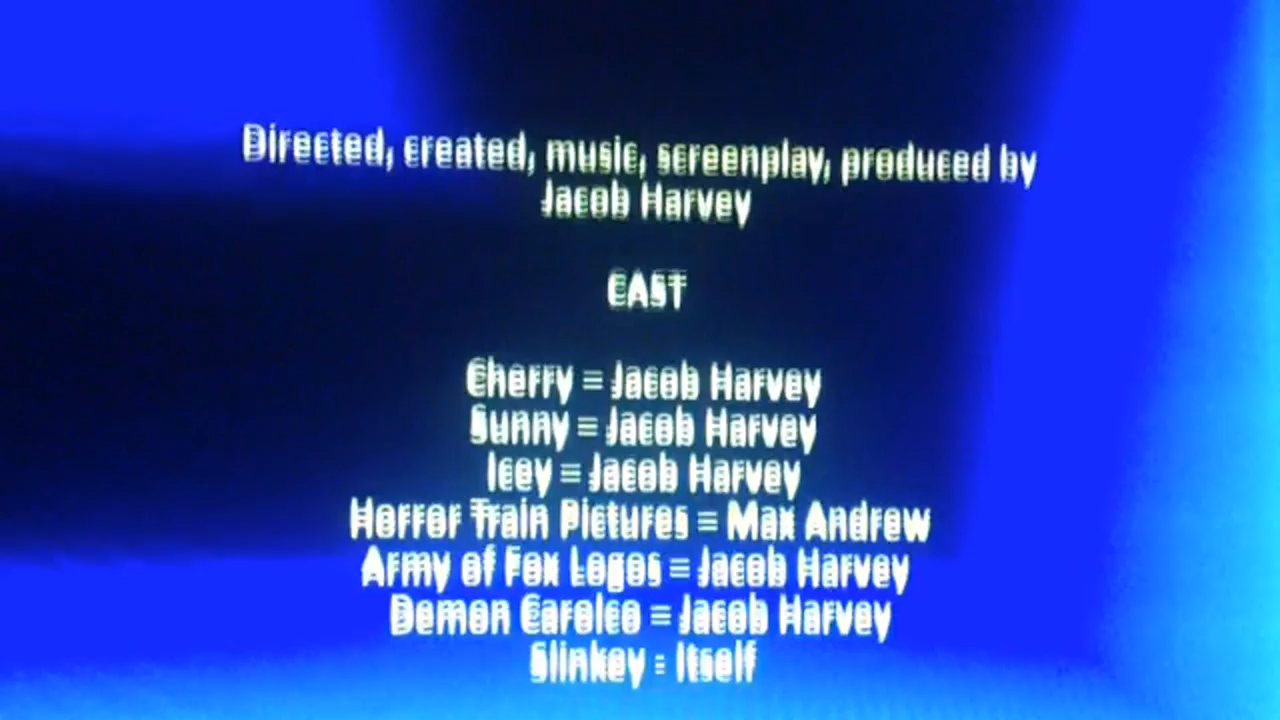 Directed, created, music, screenplay, produced by
Jacob Harvey
CAST
Cherry = Jacob Harvey
Sunny = Jacob Harvey
Icey = Jacob Harvey
Horror Train Pictures = Max Andrew
Army of Fox Logos = Jacob Harvey
Demon Carolco = Jacob Harvey
Slinkey = Itself